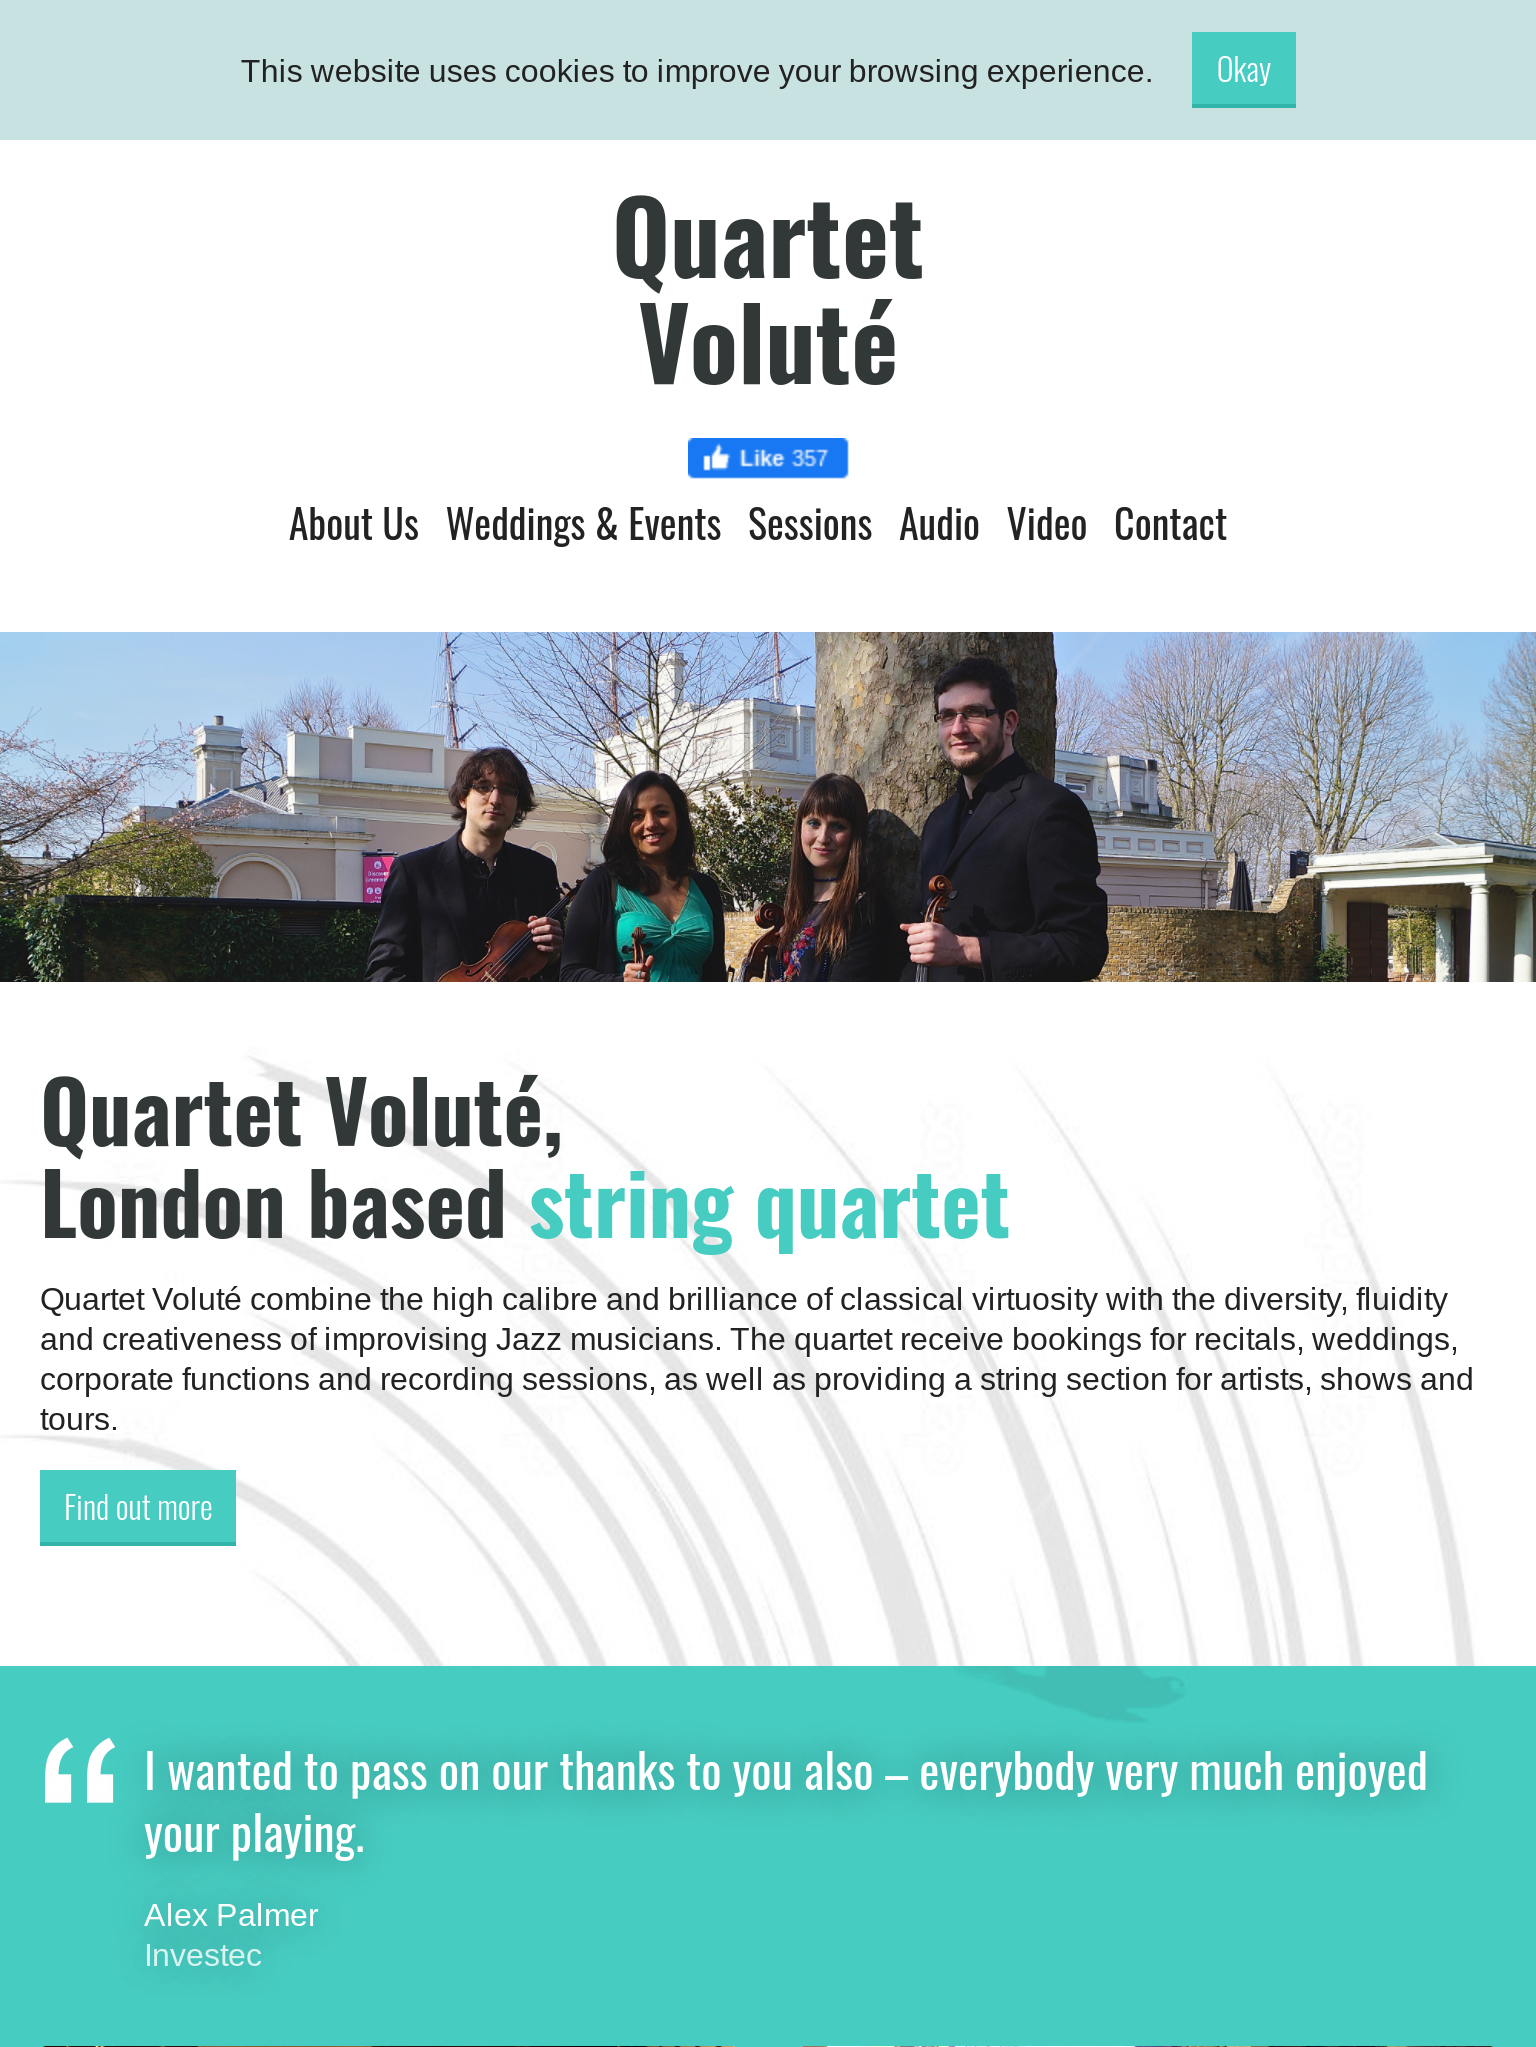 This website uses cookies to improve your browsing experience.
Okay
Quartet
Voluté
Like 357
About Us Weddings & Events Sessions Audio Video Contact
Quartet Voluté,
London based string quartet
Quartet Voluté combine the high calibre and brilliance of classical virtuosity with the diversity, fluidity
and creativeness of improvising Jazz musicians. The quartet receive bookings for recitals, weddings,
corporate functions and recording sessions, as well as providing a string section for artists, shows and
tours.
Find out more
“ I wanted to pass on our thanks to you also – everybody very much enjoyed
your playing.
Alex Palmer
Investec